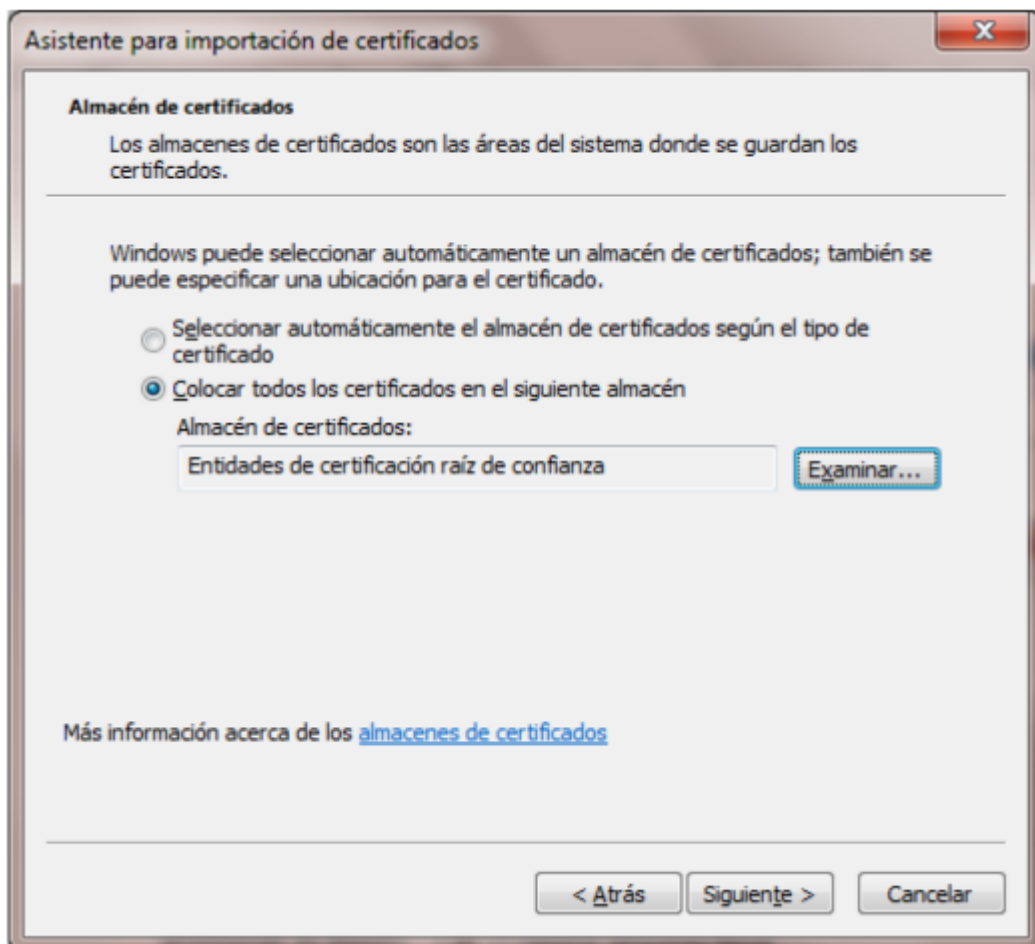 Asistente para importación de certificados
Almacén de certificados
Los almacenes de certificados son las áreas del sistema donde se guardan los
certificados.
Windows puede seleccionar automáticamente un almacén de certificados; también se
puede especificar una ubicación para el certificado.
Seleccionar automáticamente el almacén de certificados según el tipo de
certificado
Colocar todos los certificados en el siguiente almacén
Almacén de certificados:
Entidades de certificación raíz de confianza
Examinar...
Más información acerca de los almacenes de certificados
< Atrás
Siguiente >
Cancelar